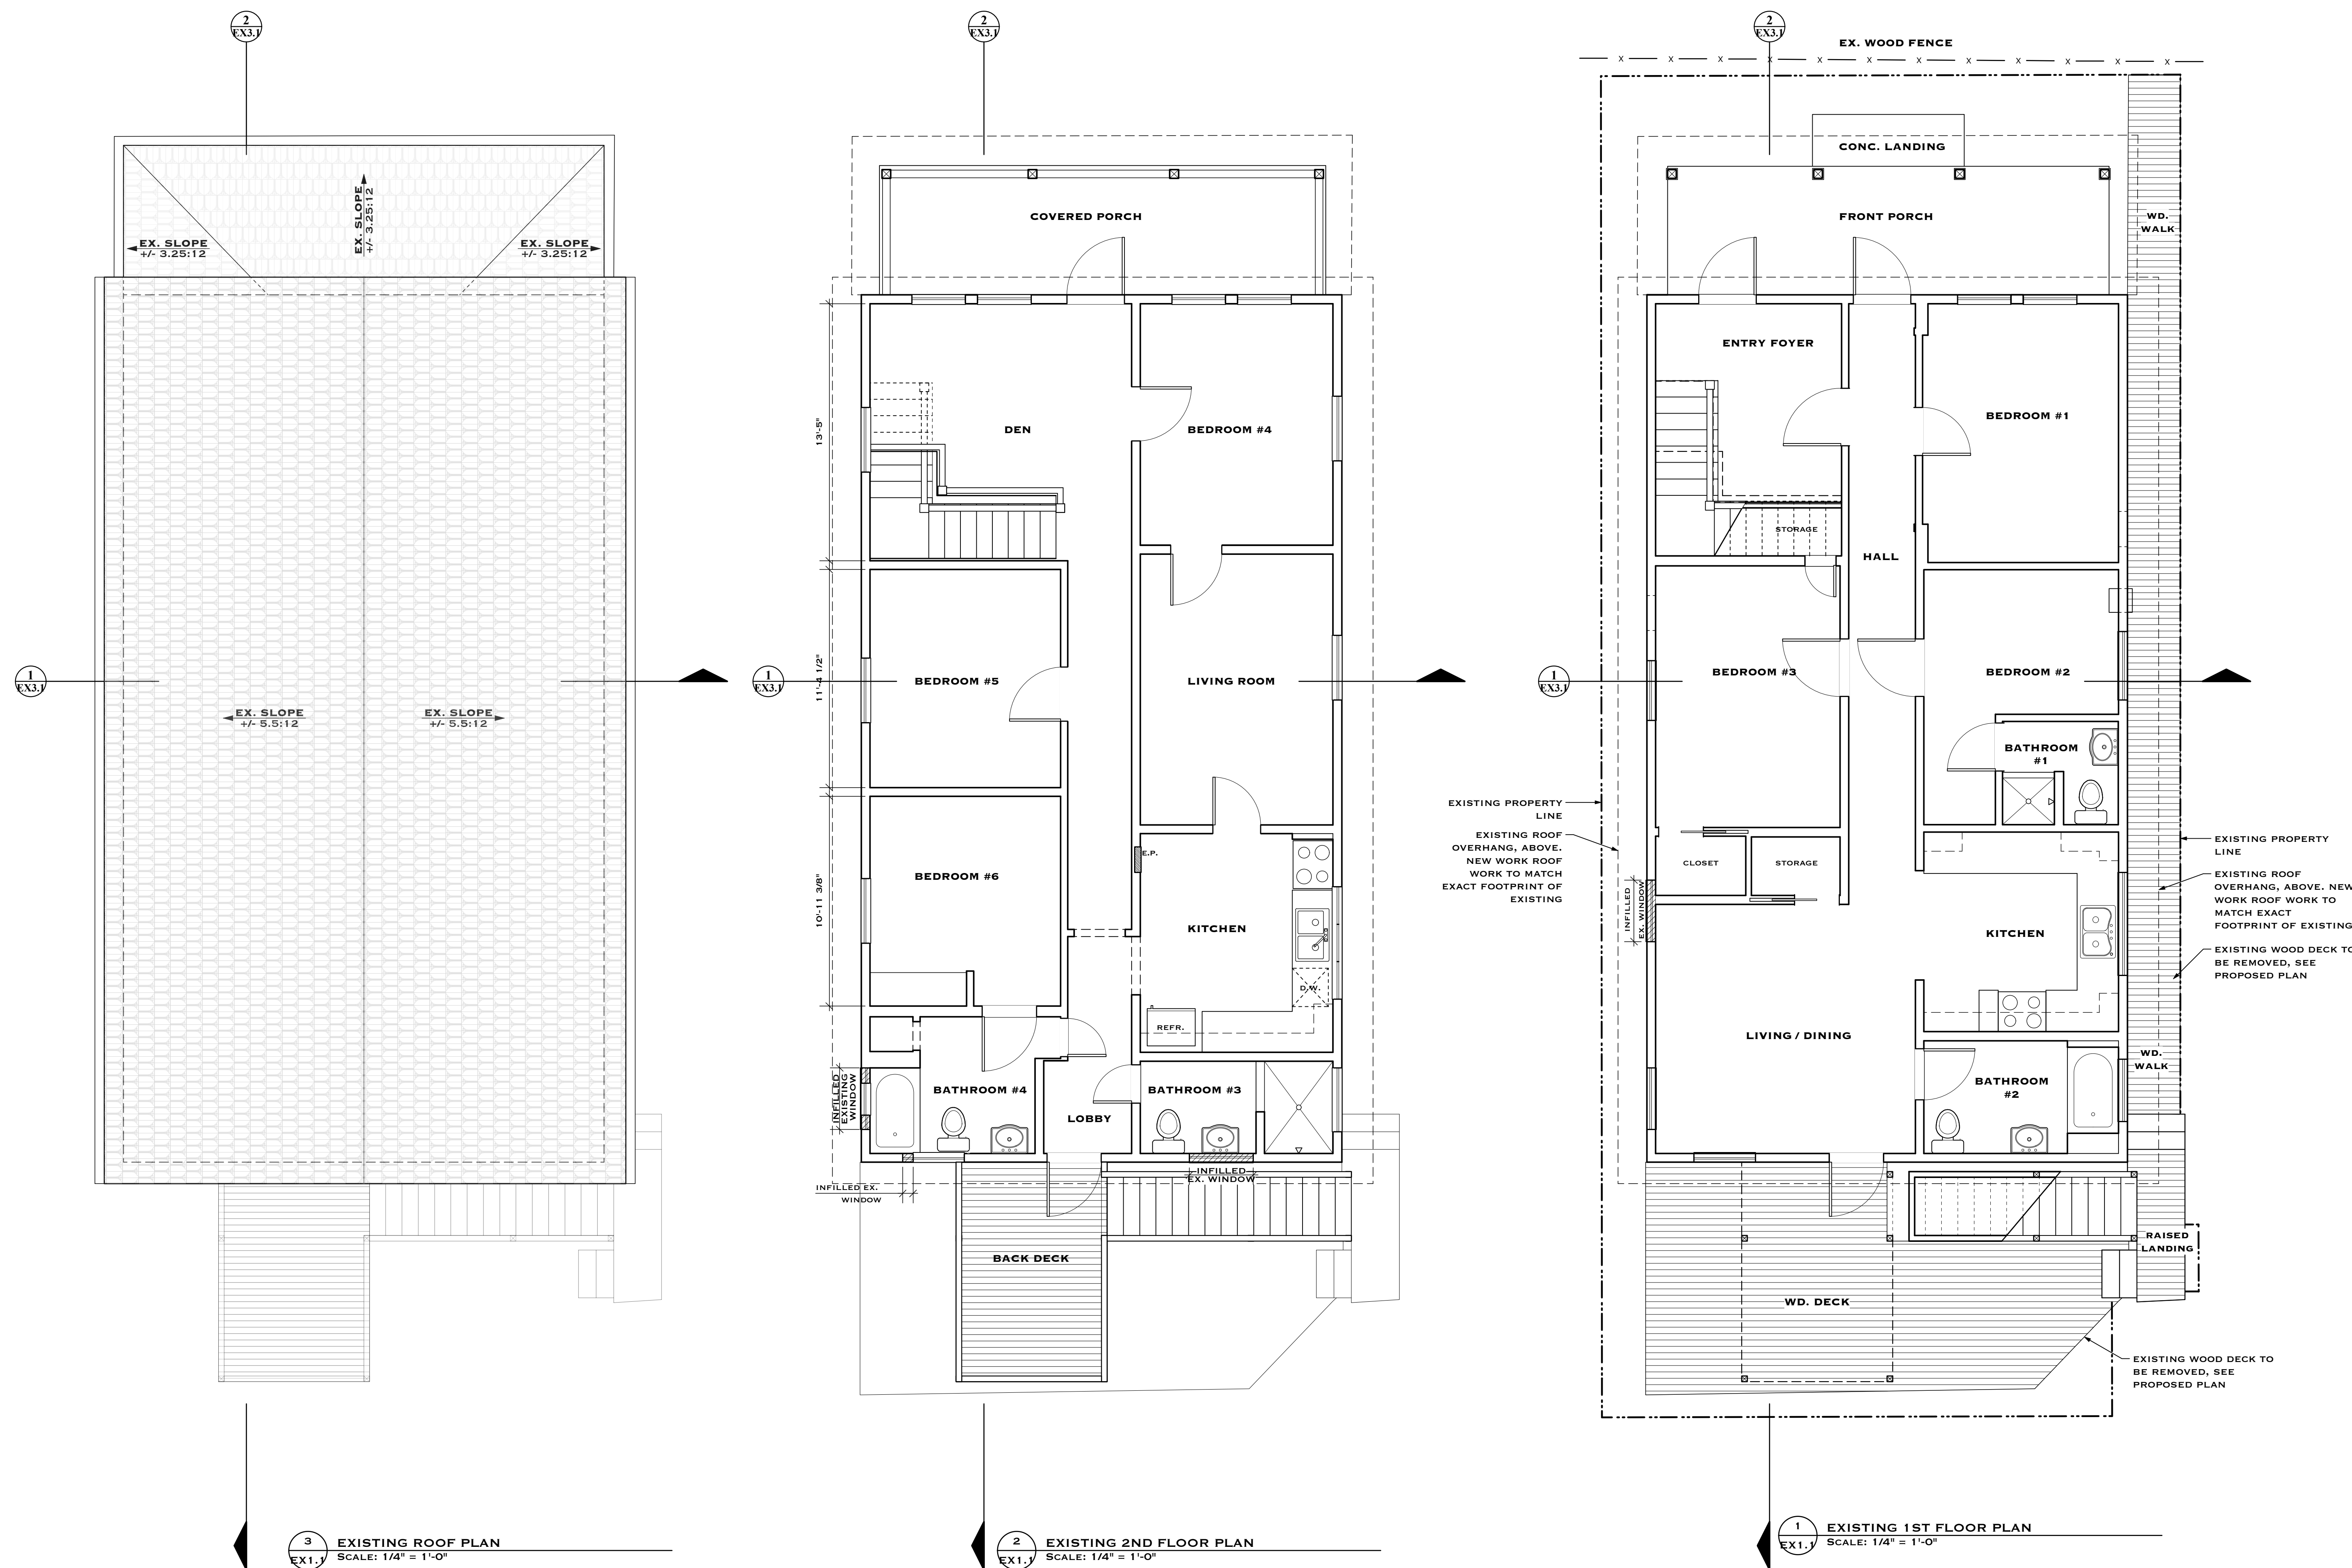 2
EX3.1
EX. SLOPE
+/- 3.25:12
EX. SLOPE
+/- 3.25:12
EX. SLOPE
+/- 3.25:12
1
EX3.1
EX. SLOPE
+/- 5.5:12
EX. SLOPE
+/- 5.5:12
3
EX1.1
EXISTING ROOF PLAN
SCALE: 1/4" = 1'-0"
2
EX3.1
COVERED PORCH
13'-5"
DEN
BEDROOM #4
1
EX3.1
11'-4 1/2"
BEDROOM #5
LIVING ROOM
10'-11 3/8"
BEDROOM #6
E.P.
KITCHEN
D.W.
REFR.
INFILLED
EXISTING
WINDOW
BATHROOM #4
LOBBY
BATHROOM #3
INFILLED EX.
WINDOW
INFILLED
EX. WINDOW
BACK DECK
2
EX1.1
EXISTING 2ND FLOOR PLAN
SCALE: 1/4" = 1'-0"
2
EX3.1
EX. WOOD FENCE
X X X X X X X X X X X X
CONC. LANDING
FRONT PORCH
WD.
WALK
ENTRY FOYER
BEDROOM #1
STORAGE
HALL
1
EX3.1
BEDROOM #3
BEDROOM #2
BATHROOM
#1
EXISTING PROPERTY
LINE
EXISTING ROOF
OVERHANG, ABOVE.
NEW WORK ROOF
WORK TO MATCH
EXACT FOOTPRINT OF
EXISTING
CLOSET
STORAGE
INFILLED
EX. WINDOW
KITCHEN
EXISTING PROPERTY
LINE
EXISTING ROOF
OVERHANG, ABOVE. NEW
WORK ROOF WORK TO
MATCH EXACT
FOOTPRINT OF EXISTING
EXISTING WOOD DECK TO
BE REMOVED, SEE
PROPOSED PLAN
LIVING / DINING
BATHROOM
#2
WD.
WALK
RAISED
LANDING
WD. DECK
EXISTING WOOD DECK TO
BE REMOVED, SEE
PROPOSED PLAN
1
EX1.1
EXISTING 1ST FLOOR PLAN
SCALE: 1/4" = 1'-0"